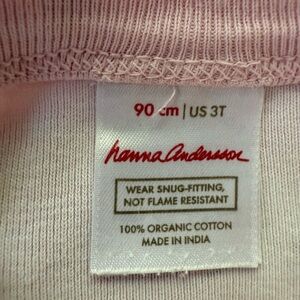 90 cm | US 3T
hanna andersson
WEAR SNUG-FITTING,
NOT FLAME RESISTANT
100% ORGANIC COTTON
MADE IN INDIA